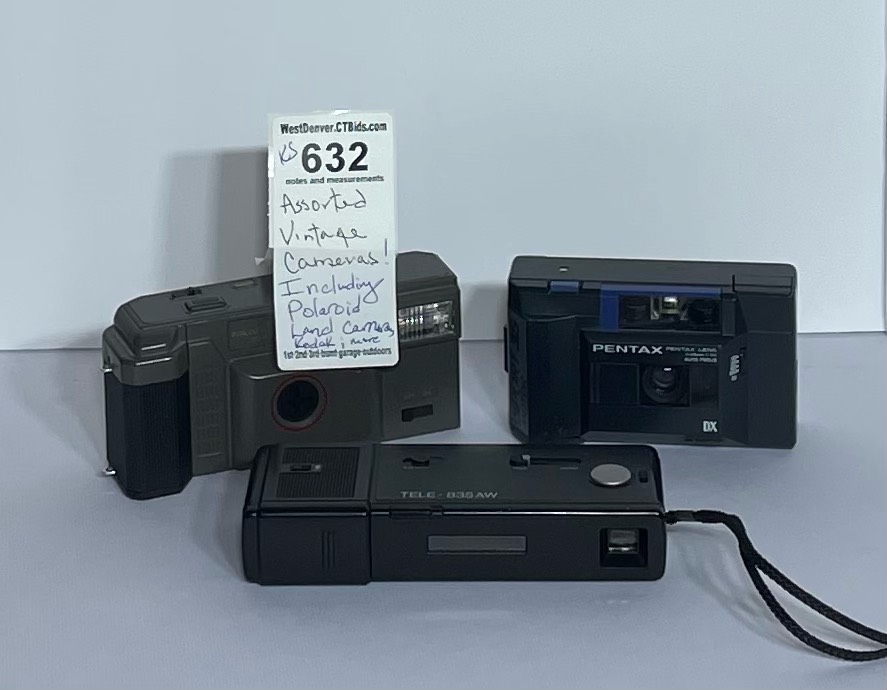 WestDenver.CTBids.com
KS 632
notes and measurements
Assorted
Vintage
Cameras!
Including
Polaroid
Land Cameras,
Kodak & more
1st 2nd 3rd bsmt garage outdoors
PENTAX PENTAX LENS
AUTO FOCUS
DX
TELE-835AW